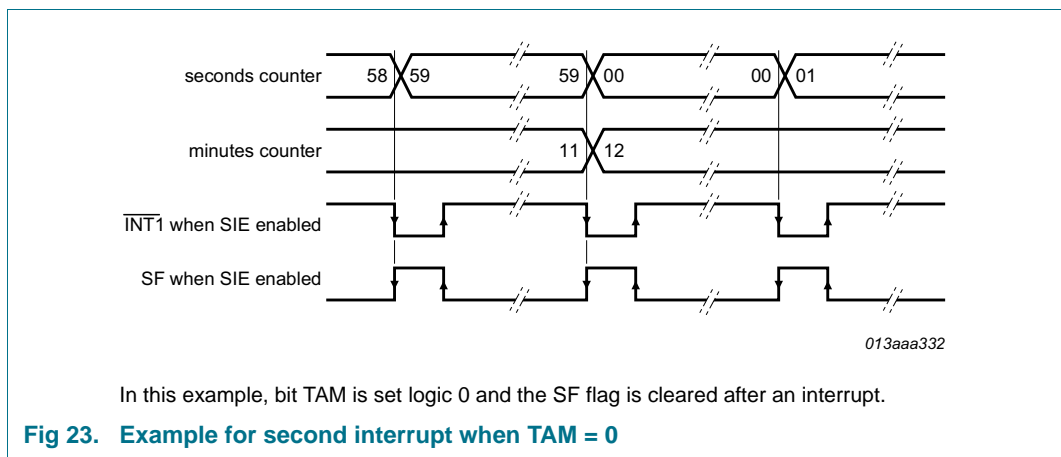 seconds counter 58 59 59 00 00 01
minutes counter 11 12
INT1 when SIE enabled
SF when SIE enabled
013aaa332
In this example, bit TAM is set logic 0 and the SF flag is cleared after an interrupt.
Fig 23. Example for second interrupt when TAM = 0